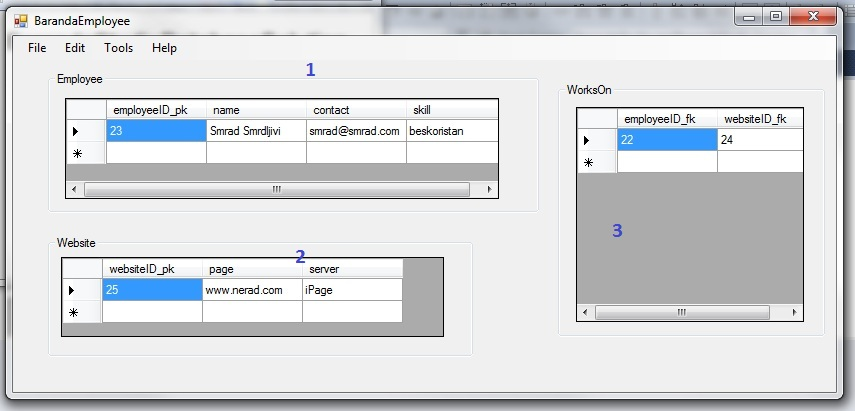 BarandaEmployee
File Edit Tools Help
1
Employee
employeeID_pk name contact skill
23 Smrad Smrdljivi smrad@smrad.com beskoristan
WorksOn
employeeID_fk websiteID_fk
22 24
3
Website
2
websiteID_pk page server
25 www.nerad.com iPage